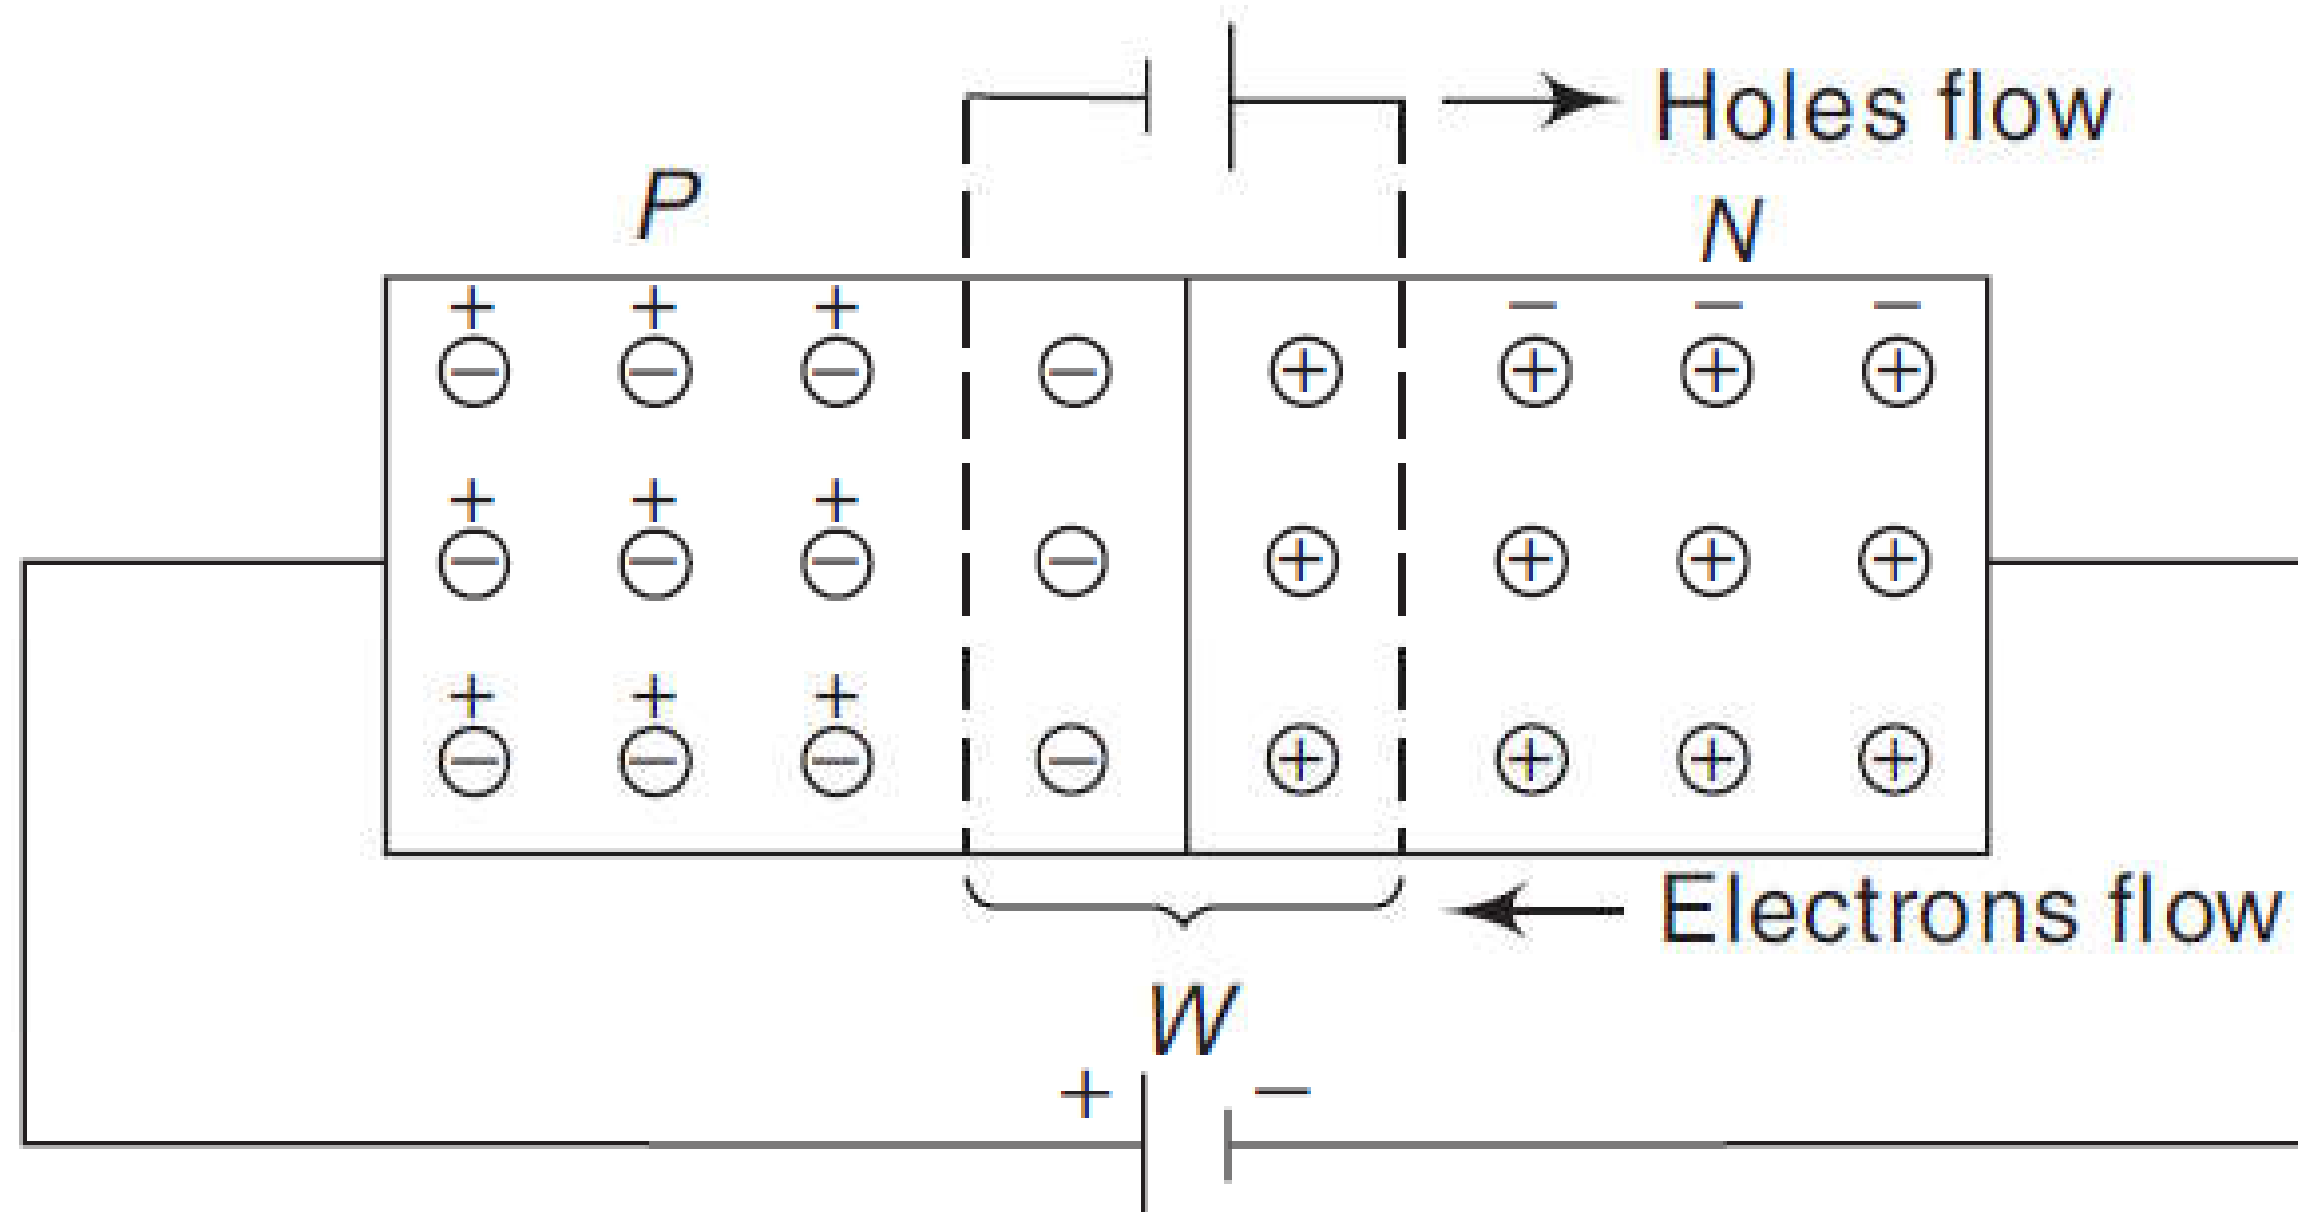 Holes flow
P
N
+ + +
− − −
⊖ ⊖ ⊖ ⊖ ⊕ ⊕ ⊕ ⊕
+ + +
⊖ ⊖ ⊖ ⊖ ⊕ ⊕ ⊕ ⊕
+ + +
⊖ ⊖ ⊖ ⊖ ⊕ ⊕ ⊕ ⊕
Electrons flow
W
+ −